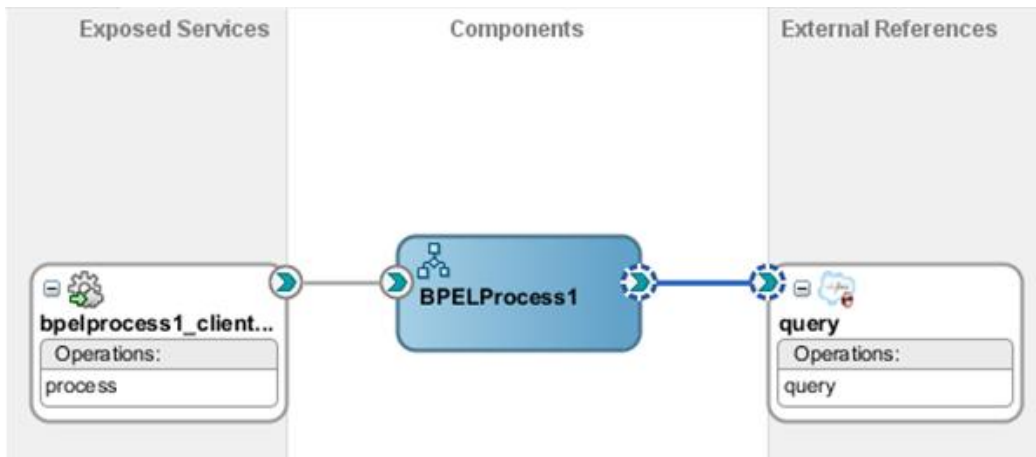 Exposed Services
Components
External References
bpelprocess1_client...
Operations:
process
BPELProcess1
query
Operations:
query